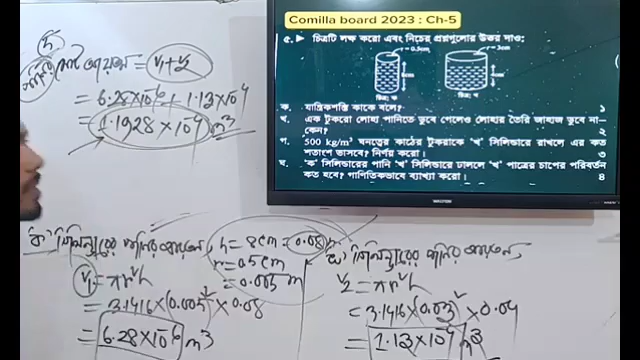 Comilla board 2023 : Ch-5
৫. ► চিত্রটি লক্ষ করো এবং নিচের প্রশ্নগুলোর উত্তর দাও:
r = 0.5cm
r = 3cm
চিত্র: ক
চিত্র: খ
ক. যান্ত্রিকশক্তি কাকে বলে? ১
খ. এক টুকরো লোহা পানিতে ডুবে গেলেও লোহার তৈরি জাহাজ ডুবে না-কেন? ২
গ. 500 kg/m³ ঘনত্বের কাঠের টুকরাকে 'খ' সিলিন্ডারে রাখলে এর কত শতাংশ ভাসবে? নির্ণয় করো। ৩
ঘ. 'ক' সিলিন্ডারের পানি 'খ' সিলিন্ডারে ঢাললে 'খ' পাত্রের চাপের পরিবর্তন কত হবে? গাণিতিকভাবে ব্যাখ্যা করো। ৪
ঘ
= V₁+V₂
= 6.28×10⁻⁶ + 1.13×10⁻⁴
= 1.1928×10⁻⁴ m³
'ক' সিলিন্ডারের পানির আয়তন,
V₁ = πr²h
= 3.1416×(0.005)²×0.08
= 6.28×10⁻⁶ m³
h = 8cm = 0.08
r = 0.5cm
= 0.005 m
সিলিন্ডারের পানির আয়তন,
V₂ = πr²h
= 3.1416×(0.03)²×0.04
= 1.13×10⁻⁴ m³